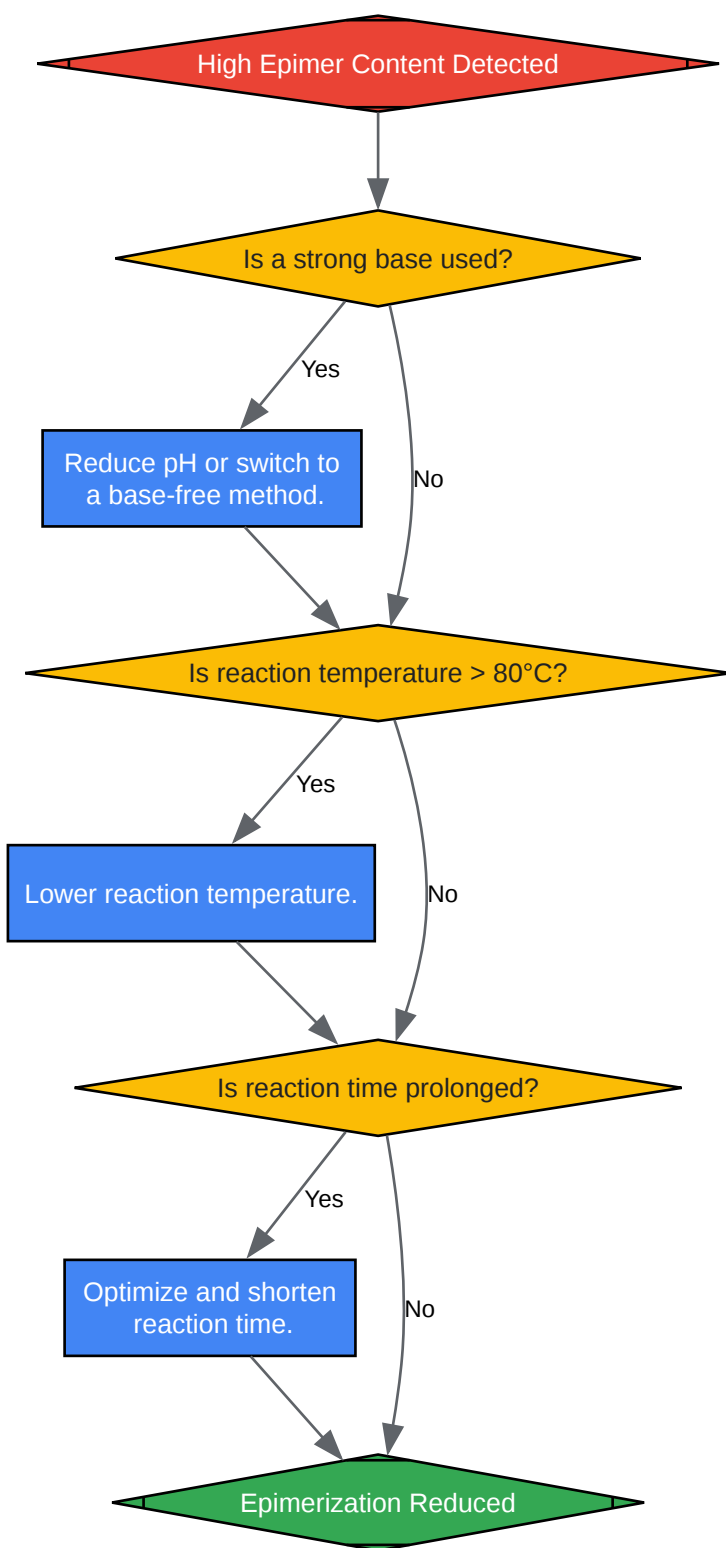 High Epimer Content Detected
Is a strong base used?
Yes
Reduce pH or switch to
a base-free method.
No
Is reaction temperature > 80°C?
Yes
Lower reaction temperature.
No
Is reaction time prolonged?
Yes
Optimize and shorten
reaction time.
No
Epimerization Reduced